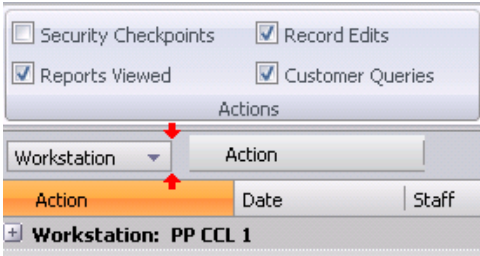 Security Checkpoints Record Edits
Reports Viewed Customer Queries
Actions
Workstation Action
Action Date Staff
Workstation: PP CCL 1